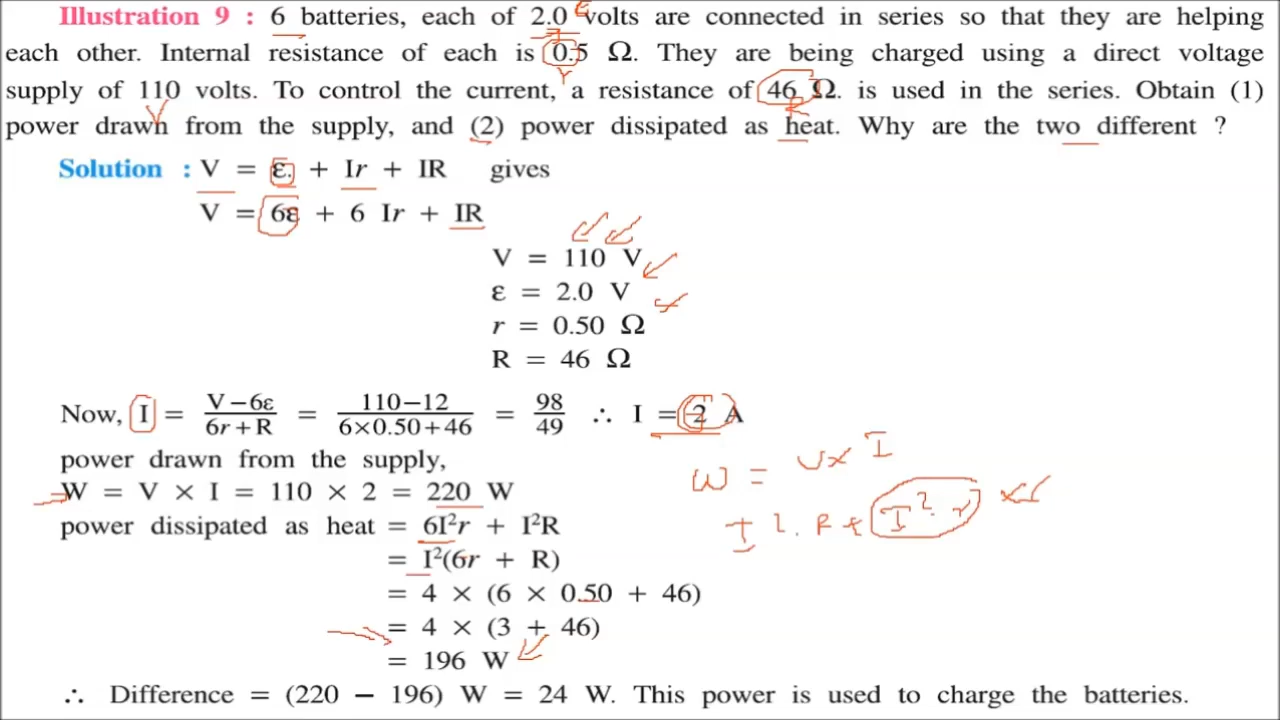 Illustration 9 : 6 batteries, each of 2.0 volts are connected in series so that they are helping
each other. Internal resistance of each is 0.5 Ω. They are being charged using a direct voltage
supply of 110 volts. To control the current, a resistance of 46 Ω. is used in the series. Obtain (1)
power drawn from the supply, and (2) power dissipated as heat. Why are the two different ?
Solution : V = ε. + Ir + IR gives
V = 6ε + 6 Ir + IR
V = 110 V
ε = 2.0 V
r = 0.50 Ω
R = 46 Ω
Now, I = V−6ε / 6r+R = 110−12 / 6×0.50+46 = 98 / 49 ∴ I = 2 A
power drawn from the supply,
W = V × I
W = V × I = 110 × 2 = 220 W
I². R + I². r
power dissipated as heat = 6I²r + I²R
= I²(6r + R)
= 4 × (6 × 0.50 + 46)
= 4 × (3 + 46)
= 196 W
∴ Difference = (220 − 196) W = 24 W. This power is used to charge the batteries.